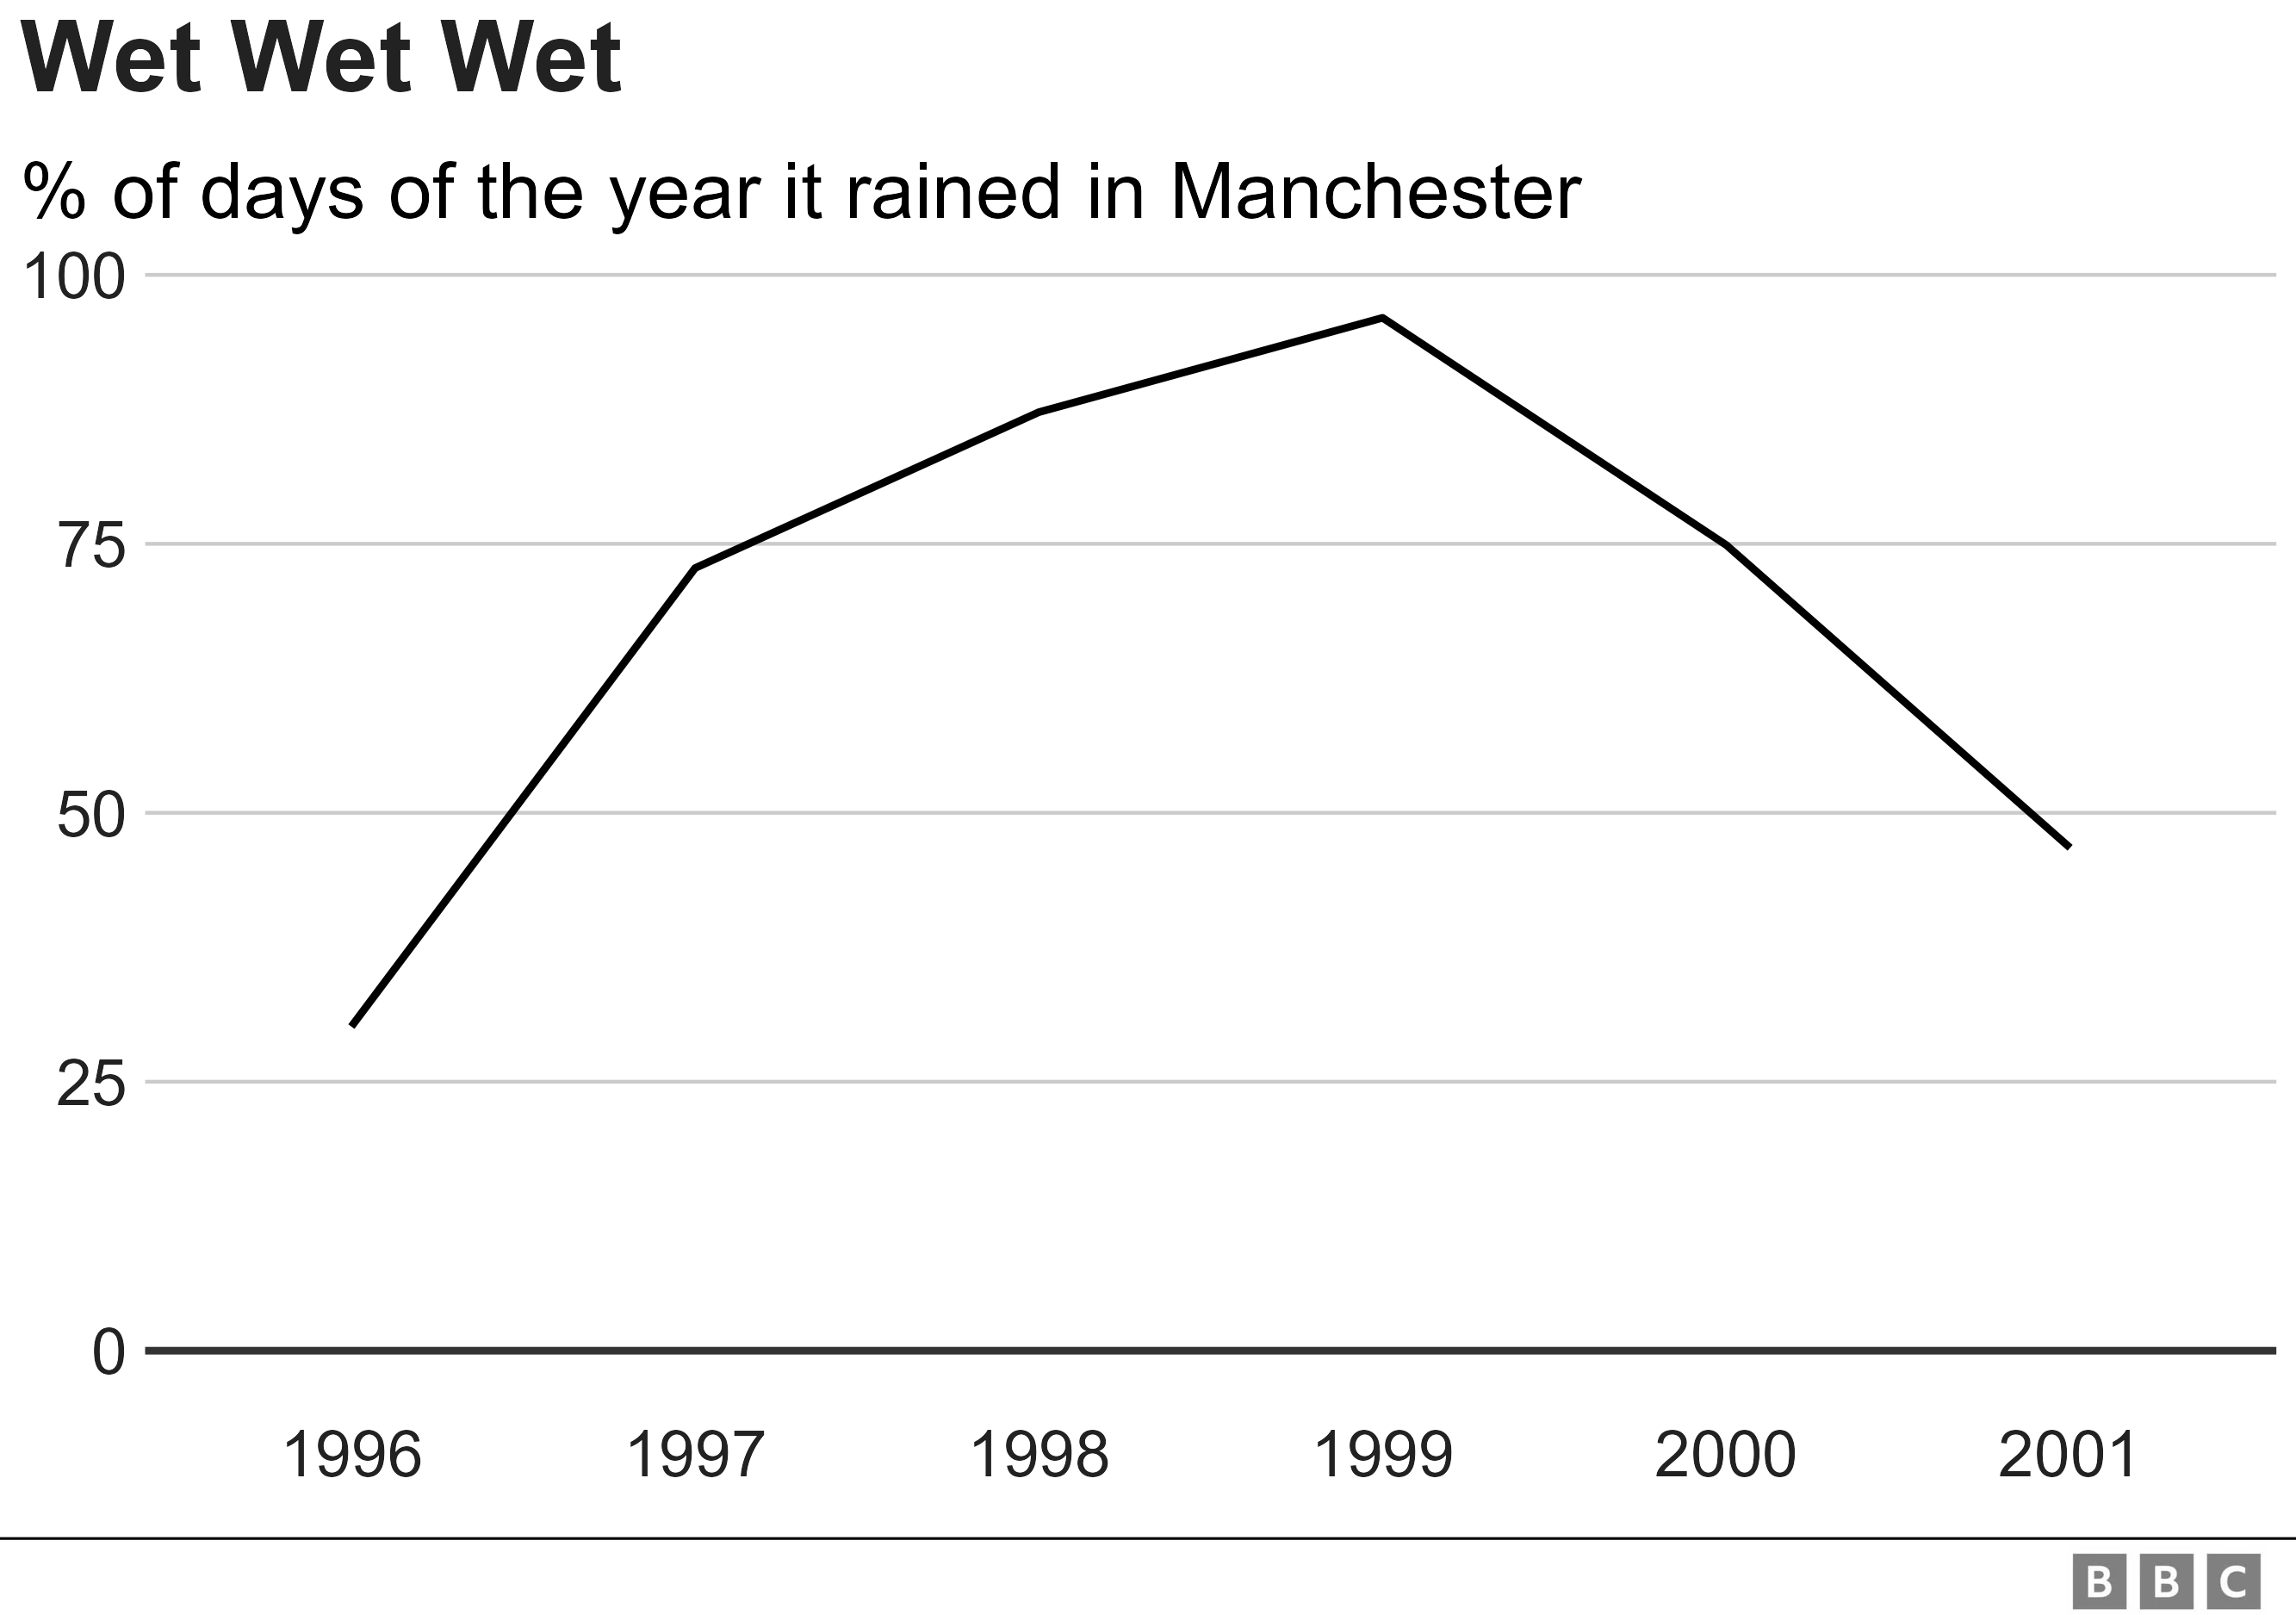 Wet Wet Wet
% of days of the year it rained in Manchester
100
75
50
25
0
1996 1997 1998 1999 2000 2001
BBC